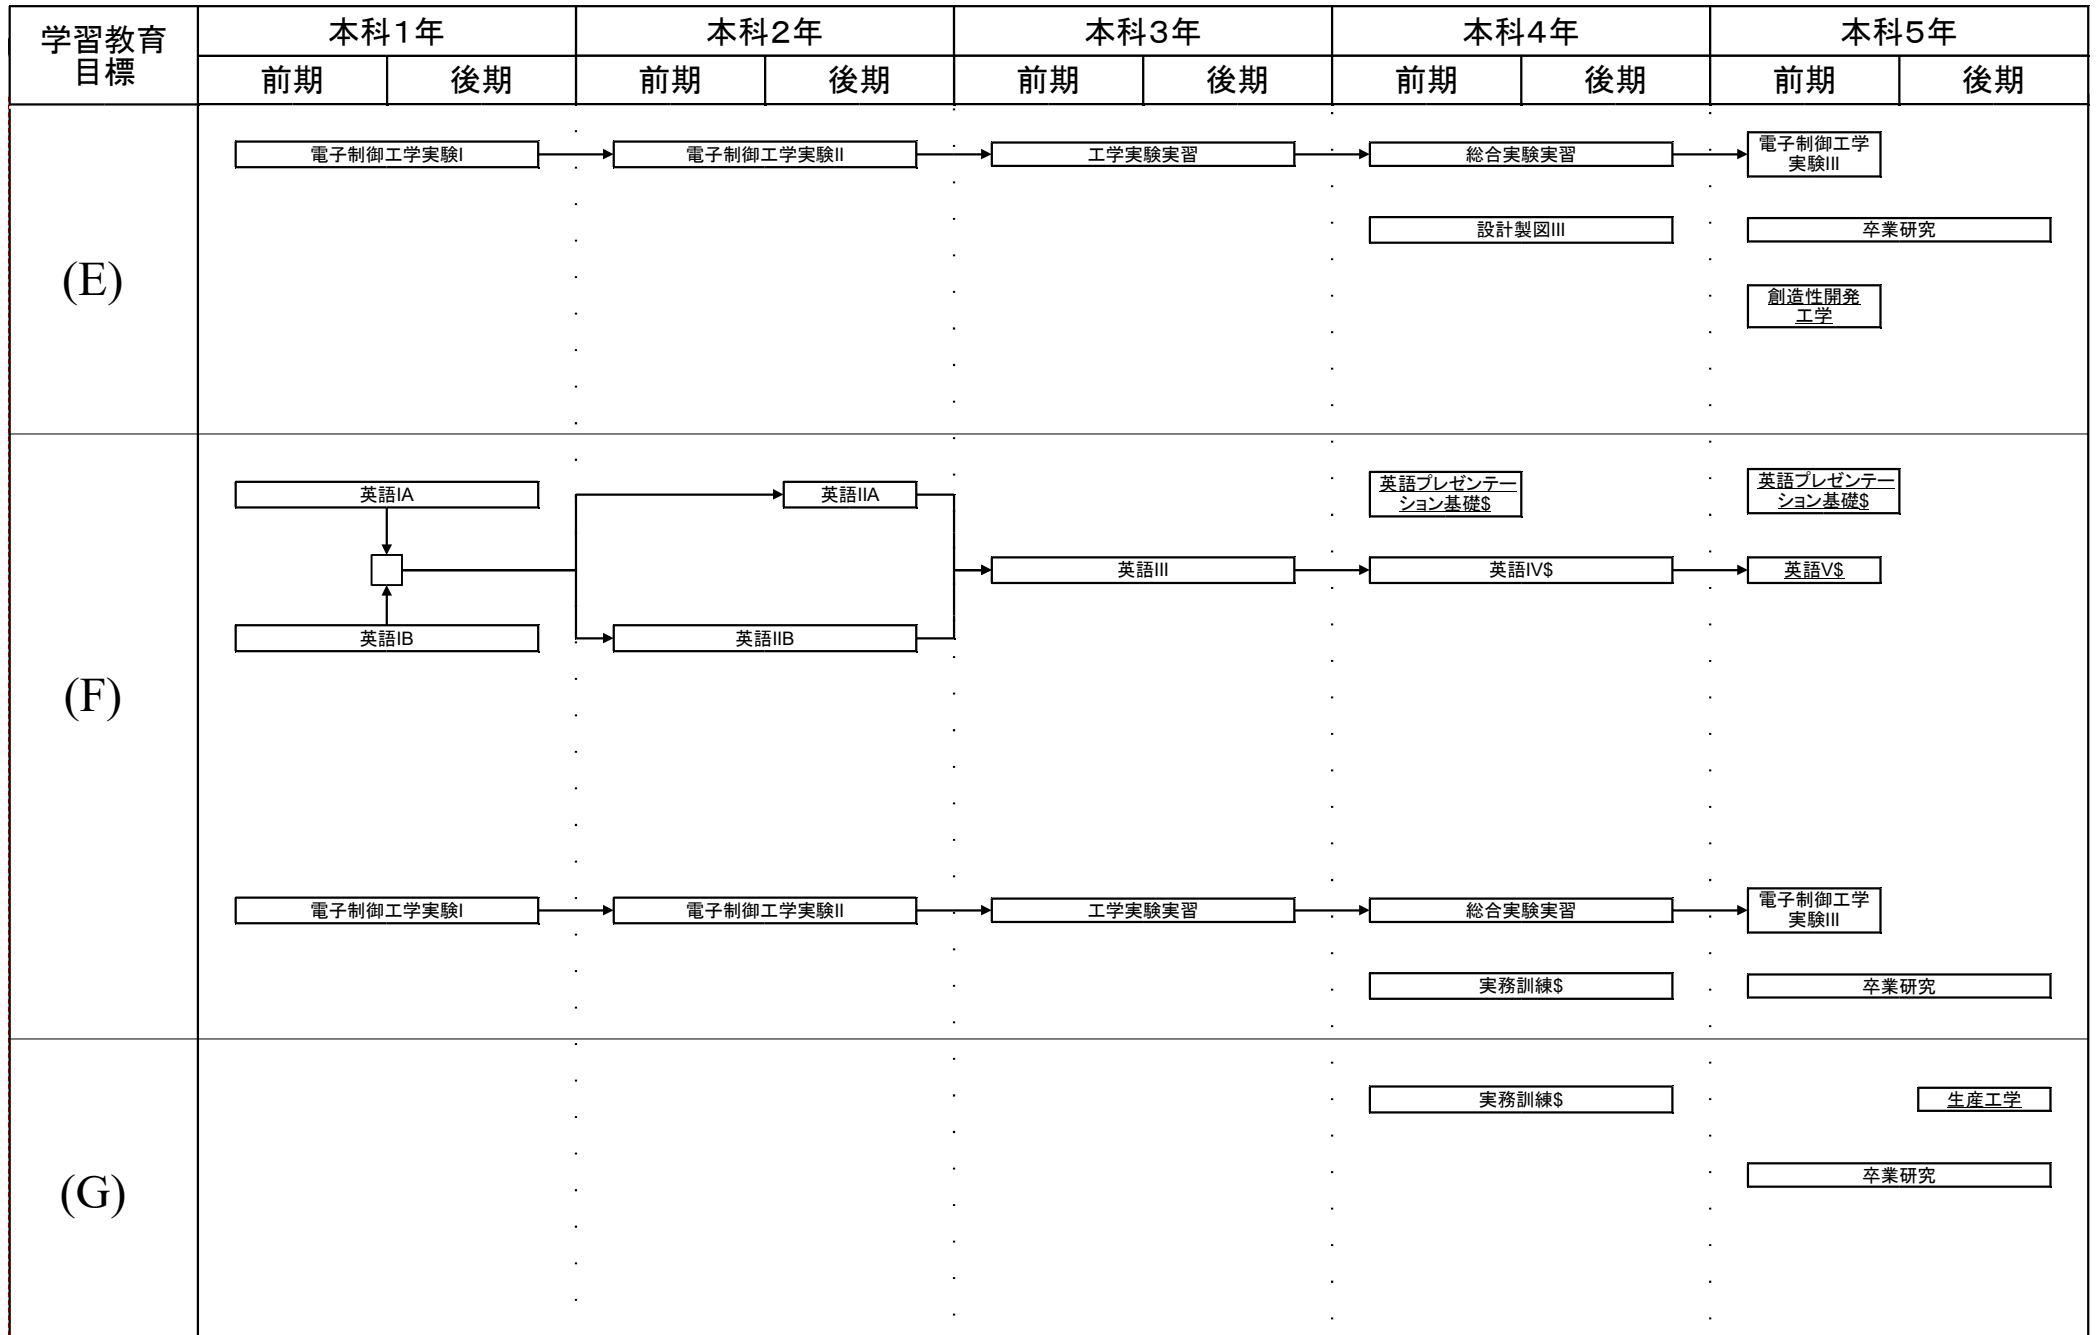 学習教育
目標
本科1年
本科2年
本科3年
本科4年
本科5年
前期
後期
前期
後期
前期
後期
前期
後期
前期
後期
(E)
電子制御工学実験I
電子制御工学実験II
工学実験実習
総合実験実習
電子制御工学
実験III
設計製図III
卒業研究
創造性開発
工学
(F)
英語IA
英語IIA
英語プレゼンテー
ション基礎$
英語プレゼンテー
ション基礎$
英語III
英語IV$
英語V$
英語IB
英語IIB
電子制御工学実験I
電子制御工学実験II
工学実験実習
総合実験実習
電子制御工学
実験III
実務訓練$
卒業研究
(G)
実務訓練$
生産工学
卒業研究